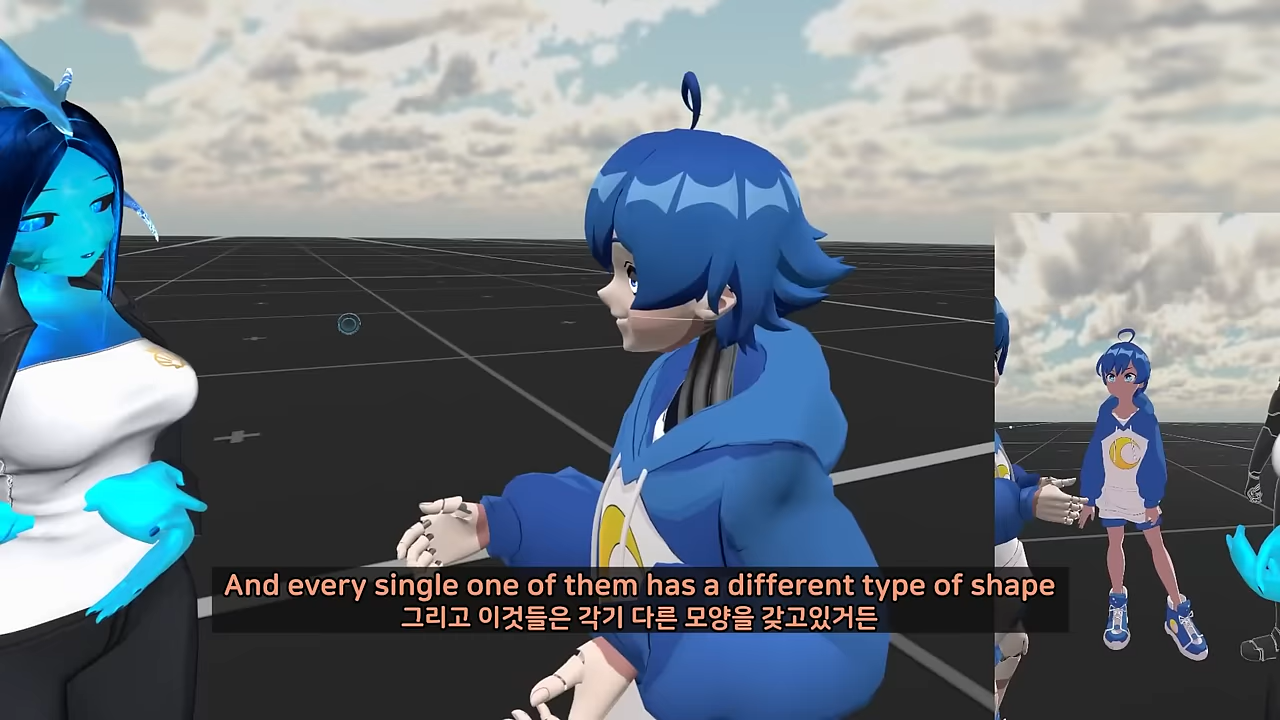 And every single one of them has a different type of shape
그리고 이것들은 각기 다른 모양을 갖고있거든